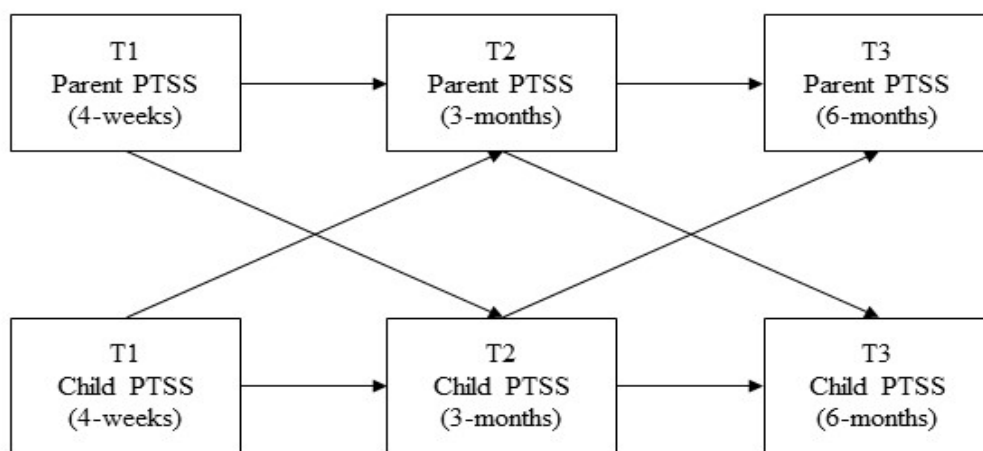 T1
Parent PTSS
(4-weeks)
T2
Parent PTSS
(3-months)
T3
Parent PTSS
(6-months)
T1
Child PTSS
(4-weeks)
T2
Child PTSS
(3-months)
T3
Child PTSS
(6-months)